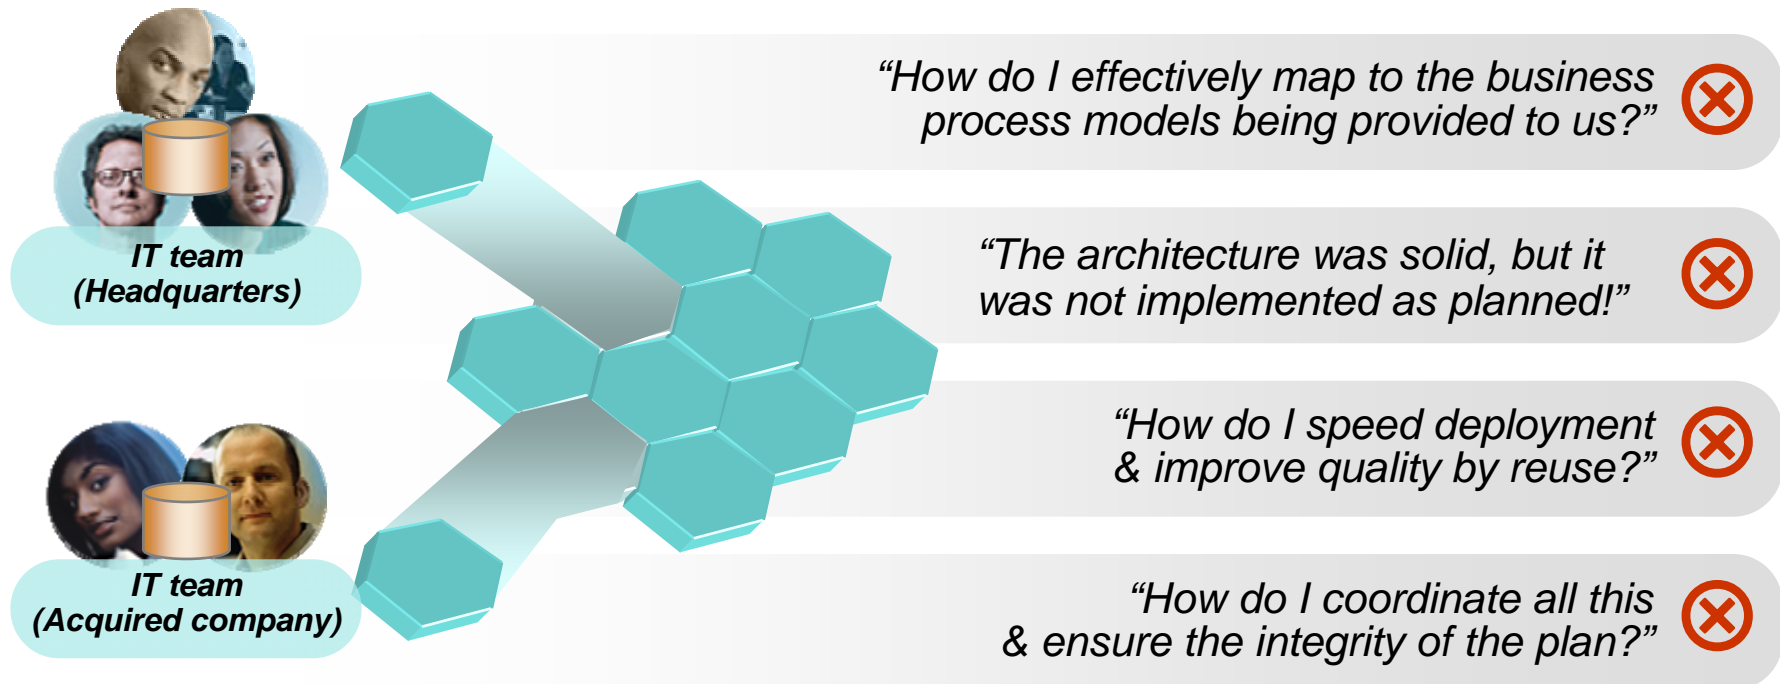 “How do I effectively map to the business
process models being provided to us?”
IT team
(Headquarters)
“The architecture was solid, but it
was not implemented as planned!”
“How do I speed deployment
& improve quality by reuse?”
IT team
(Acquired company)
“How do I coordinate all this
& ensure the integrity of the plan?”